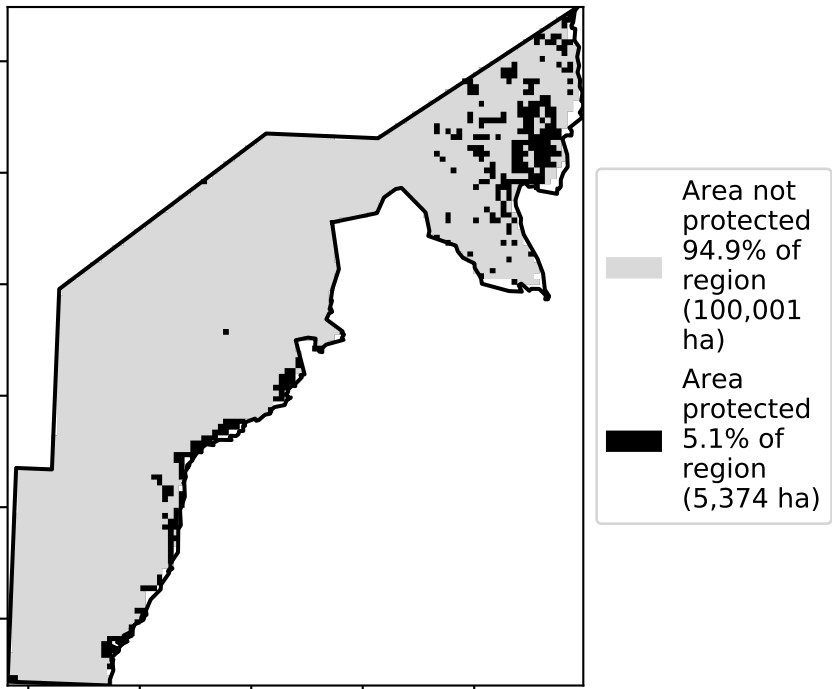 Area not
protected
94.9% of
region
(100,001
ha)
Area
protected
5.1% of
region
(5,374 ha)